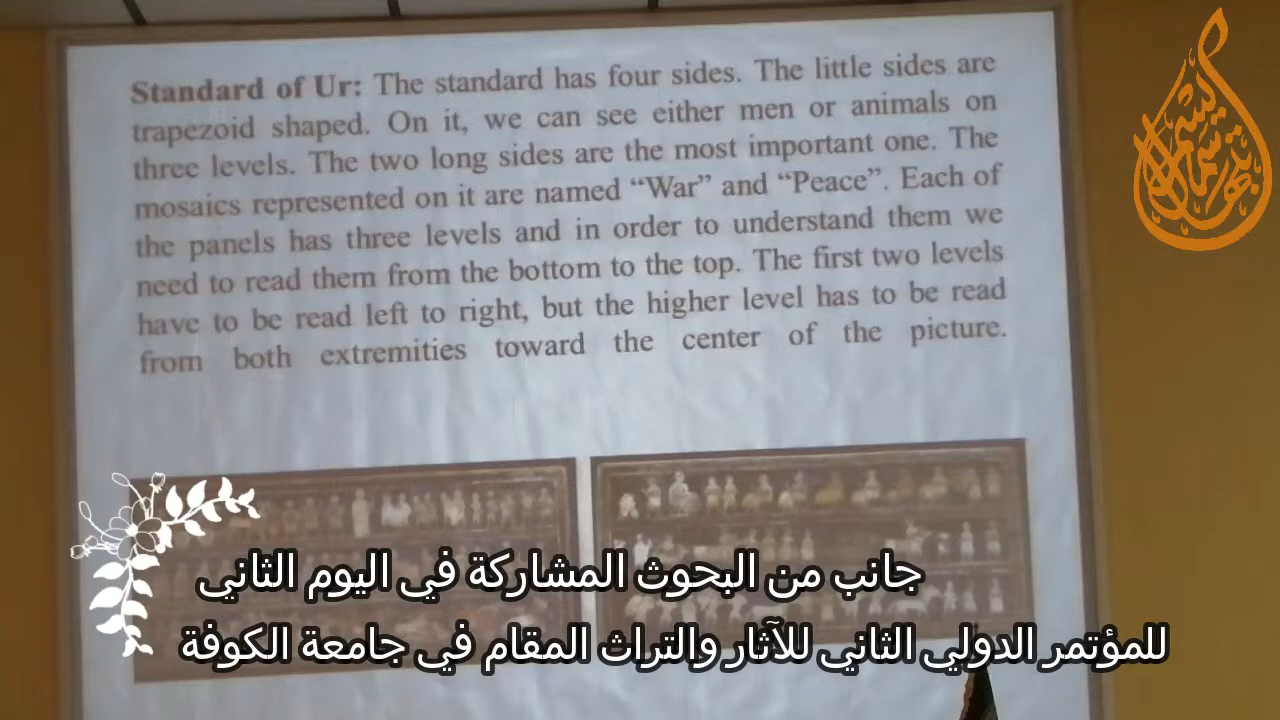 Standard of Ur: The standard has four sides. The little sides are
trapezoid shaped. On it, we can see either men or animals on
three levels. The two long sides are the most important one. The
mosaics represented on it are named “War” and “Peace”. Each of
the panels has three levels and in order to understand them we
need to read them from the bottom to the top. The first two levels
have to be read left to right, but the higher level has to be read
from both extremities toward the center of the picture.
جانب من البحوث المشاركة في اليوم الثاني
للمؤتمر الدولي الثاني للآثار والتراث المقام في جامعة الكوفة